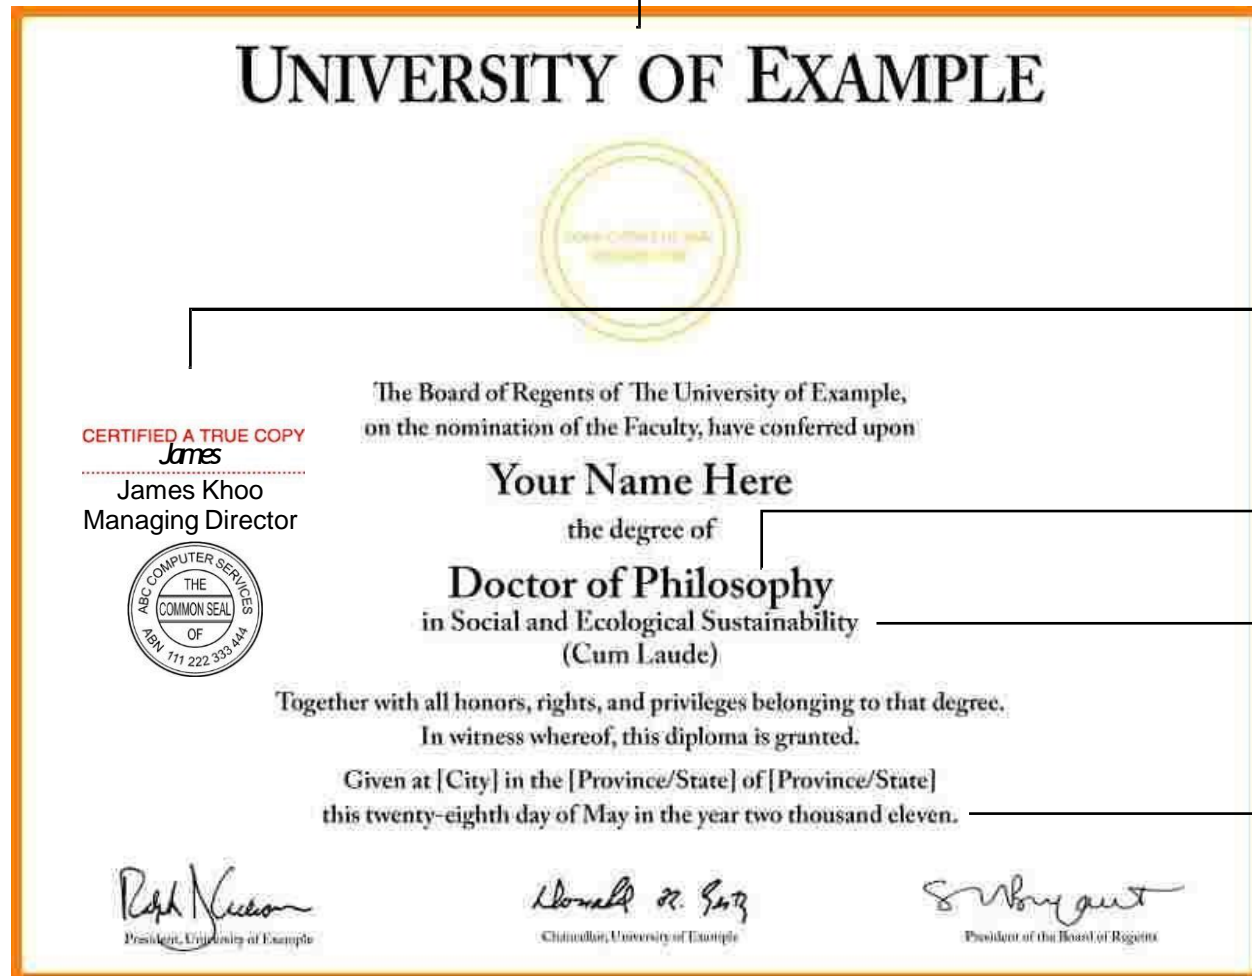 UNIVERSITY OF EXAMPLE
The Board of Regents of The University of Example,
on the nomination of the Faculty, have conferred upon
CERTIFIED A TRUE COPY
James
James Khoo
Managing Director
ABC COMPUTER SERVICES
THE
COMMON SEAL
OF
ABN 111 222 333 444
Your Name Here
the degree of
Doctor of Philosophy
in Social and Ecological Sustainability
(Cum Laude)
Together with all honors, rights, and privileges belonging to that degree.
In witness whereof, this diploma is granted.
Given at [City] in the [Province/State] of [Province/State]
this twenty-eighth day of May in the year two thousand eleven.
President, University of Example
Chancellor, University of Example
President of the Board of Regents